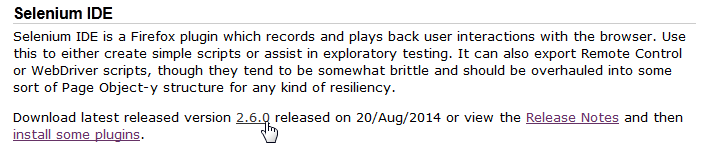 Selenium IDE
Selenium IDE is a Firefox plugin which records and plays back user interactions with the browser. Use
this to either create simple scripts or assist in exploratory testing. It can also export Remote Control
or WebDriver scripts, though they tend to be somewhat brittle and should be overhauled into some
sort of Page Object-y structure for any kind of resiliency.
Download latest released version 2.6.0 released on 20/Aug/2014 or view the Release Notes and then
install some plugins.